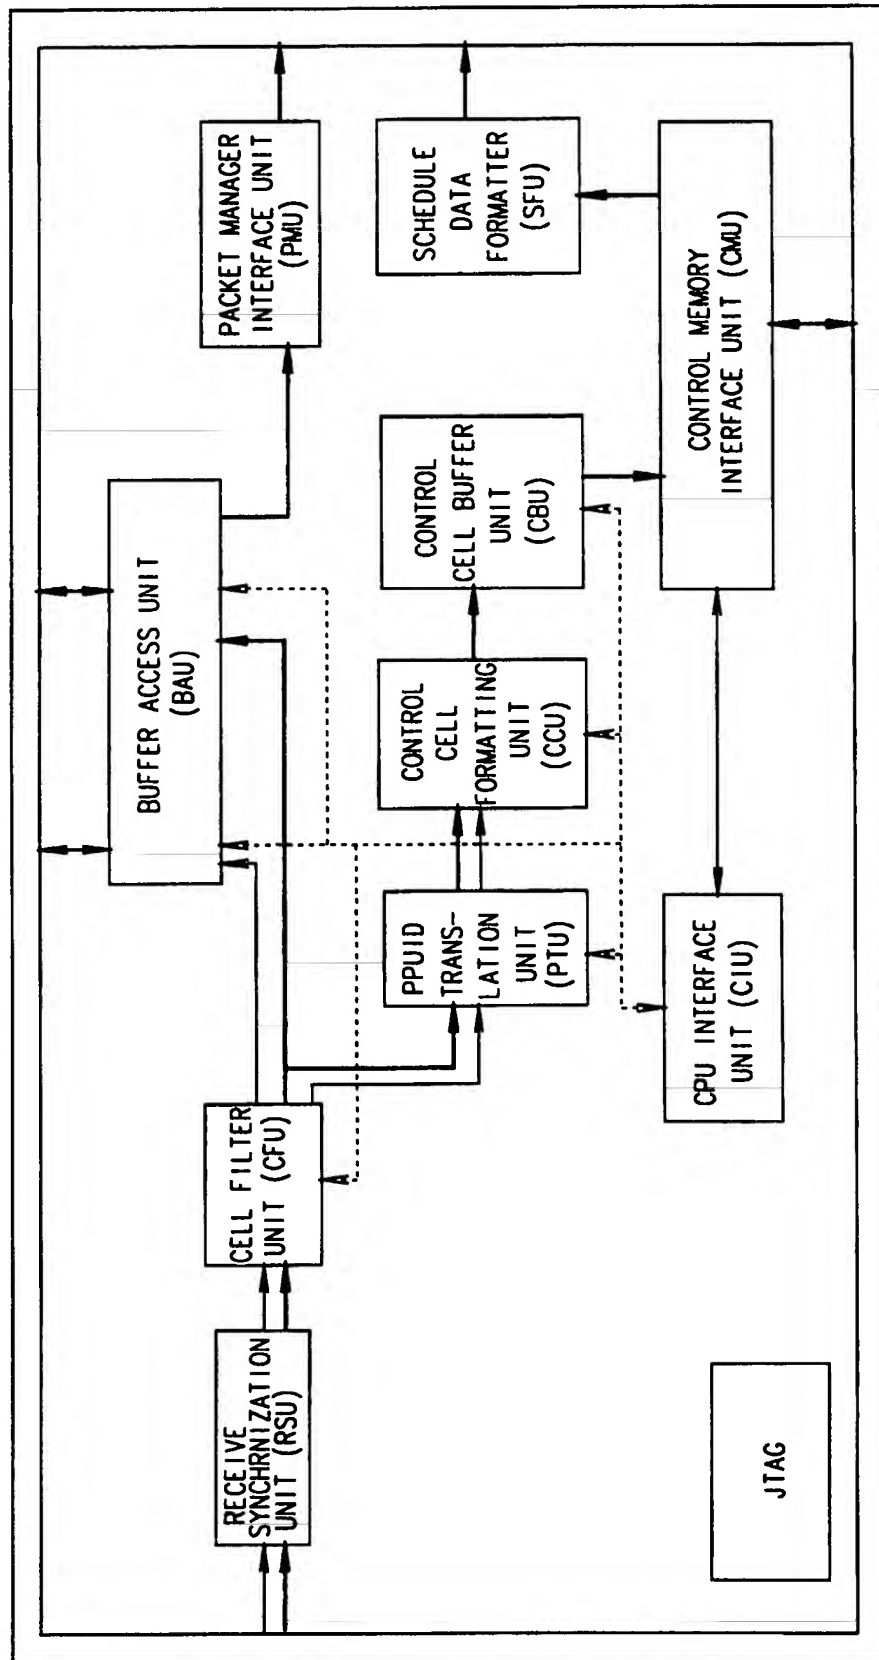 RECEIVE
SYNCHRNIZATION
UNIT (RSU)
CELL FILTER
UNIT (CFU)
BUFFER ACCESS UNIT
(BAU)
PACKET MANAGER
INTERFACE UNIT
(PMU)
PPUID
TRANS-
LATION
UNIT
(PTU)
CONTROL
CELL
FORMATTING
UNIT
(CCU)
CONTROL
CELL BUFFER
UNIT
(CBU)
SCHEDULE
DATA
FORMATTER
(SFU)
JTAG
CPU INTERFACE
UNIT (CIU)
CONTROL MEMORY
INTERFACE UNIT (CMU)